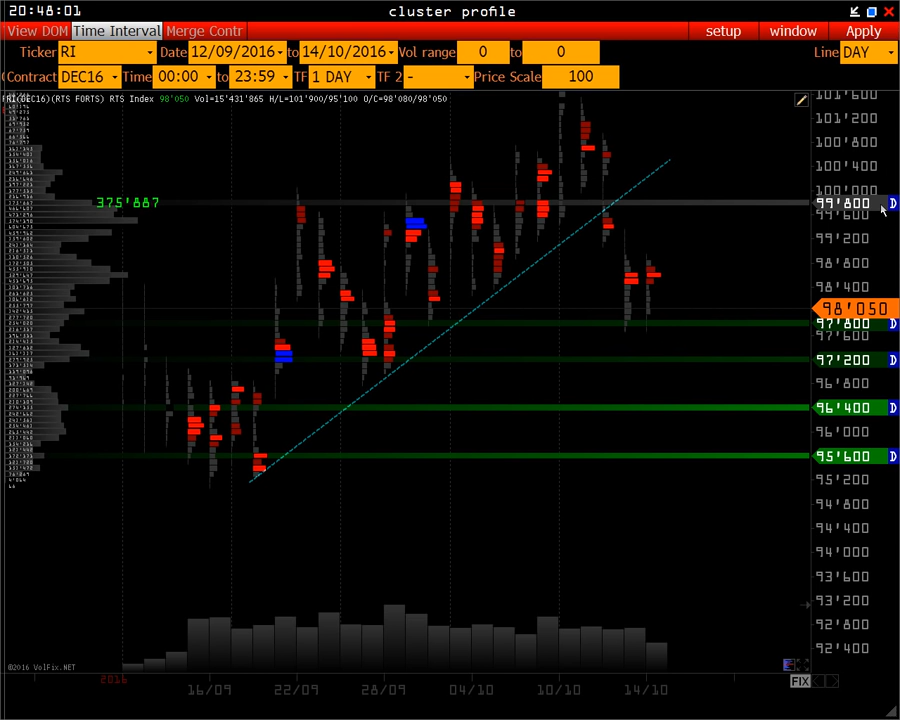 20:48:01 cluster profile
View DOM Time Interval Merge Contr setup window Apply
Ticker RI Date 12/09/2016 to 14/10/2016 Vol range 0 to 0 Line DAY
Contract DEC16 Time 00:00 to 23:59 TF 1 DAY TF 2 - Price Scale 100
RI(DEC16)(RTS FORTS) RTS Index 98'050 Vol=15'431'865 H/L=101'900/95'100 O/C=98'080/98'050
101'600
101'200
100'800
100'400
100'000
375'887 99'800 D
99'600
99'200
98'800
98'400
98'050
97'800 D
97'600
97'200 D
96'800
96'400 D
96'000
95'600 D
95'200
94'800
94'400
94'000
93'600
93'200
92'800
92'400
©2016 VolFix.NET
2016 FIX
16/09 22/09 28/09 04/10 10/10 14/10